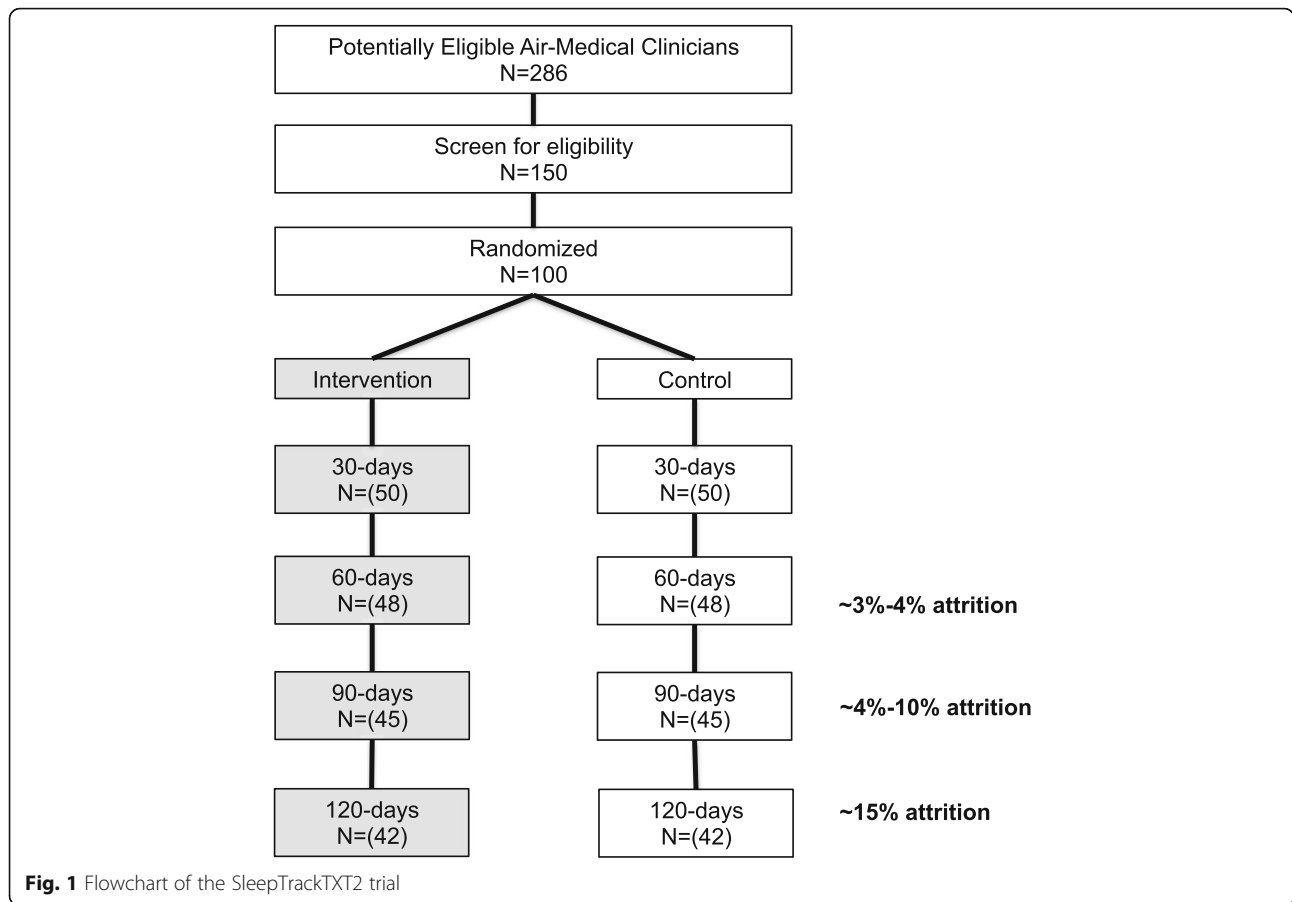 Potentially Eligible Air-Medical Clinicians
N=286
Screen for eligibility
N=150
Randomized
N=100
Intervention
Control
30-days
N=(50)
30-days
N=(50)
60-days
N=(48)
60-days
N=(48)
~3%-4% attrition
90-days
N=(45)
90-days
N=(45)
~4%-10% attrition
120-days
N=(42)
120-days
N=(42)
~15% attrition
Fig. 1 Flowchart of the SleepTrackTXT2 trial